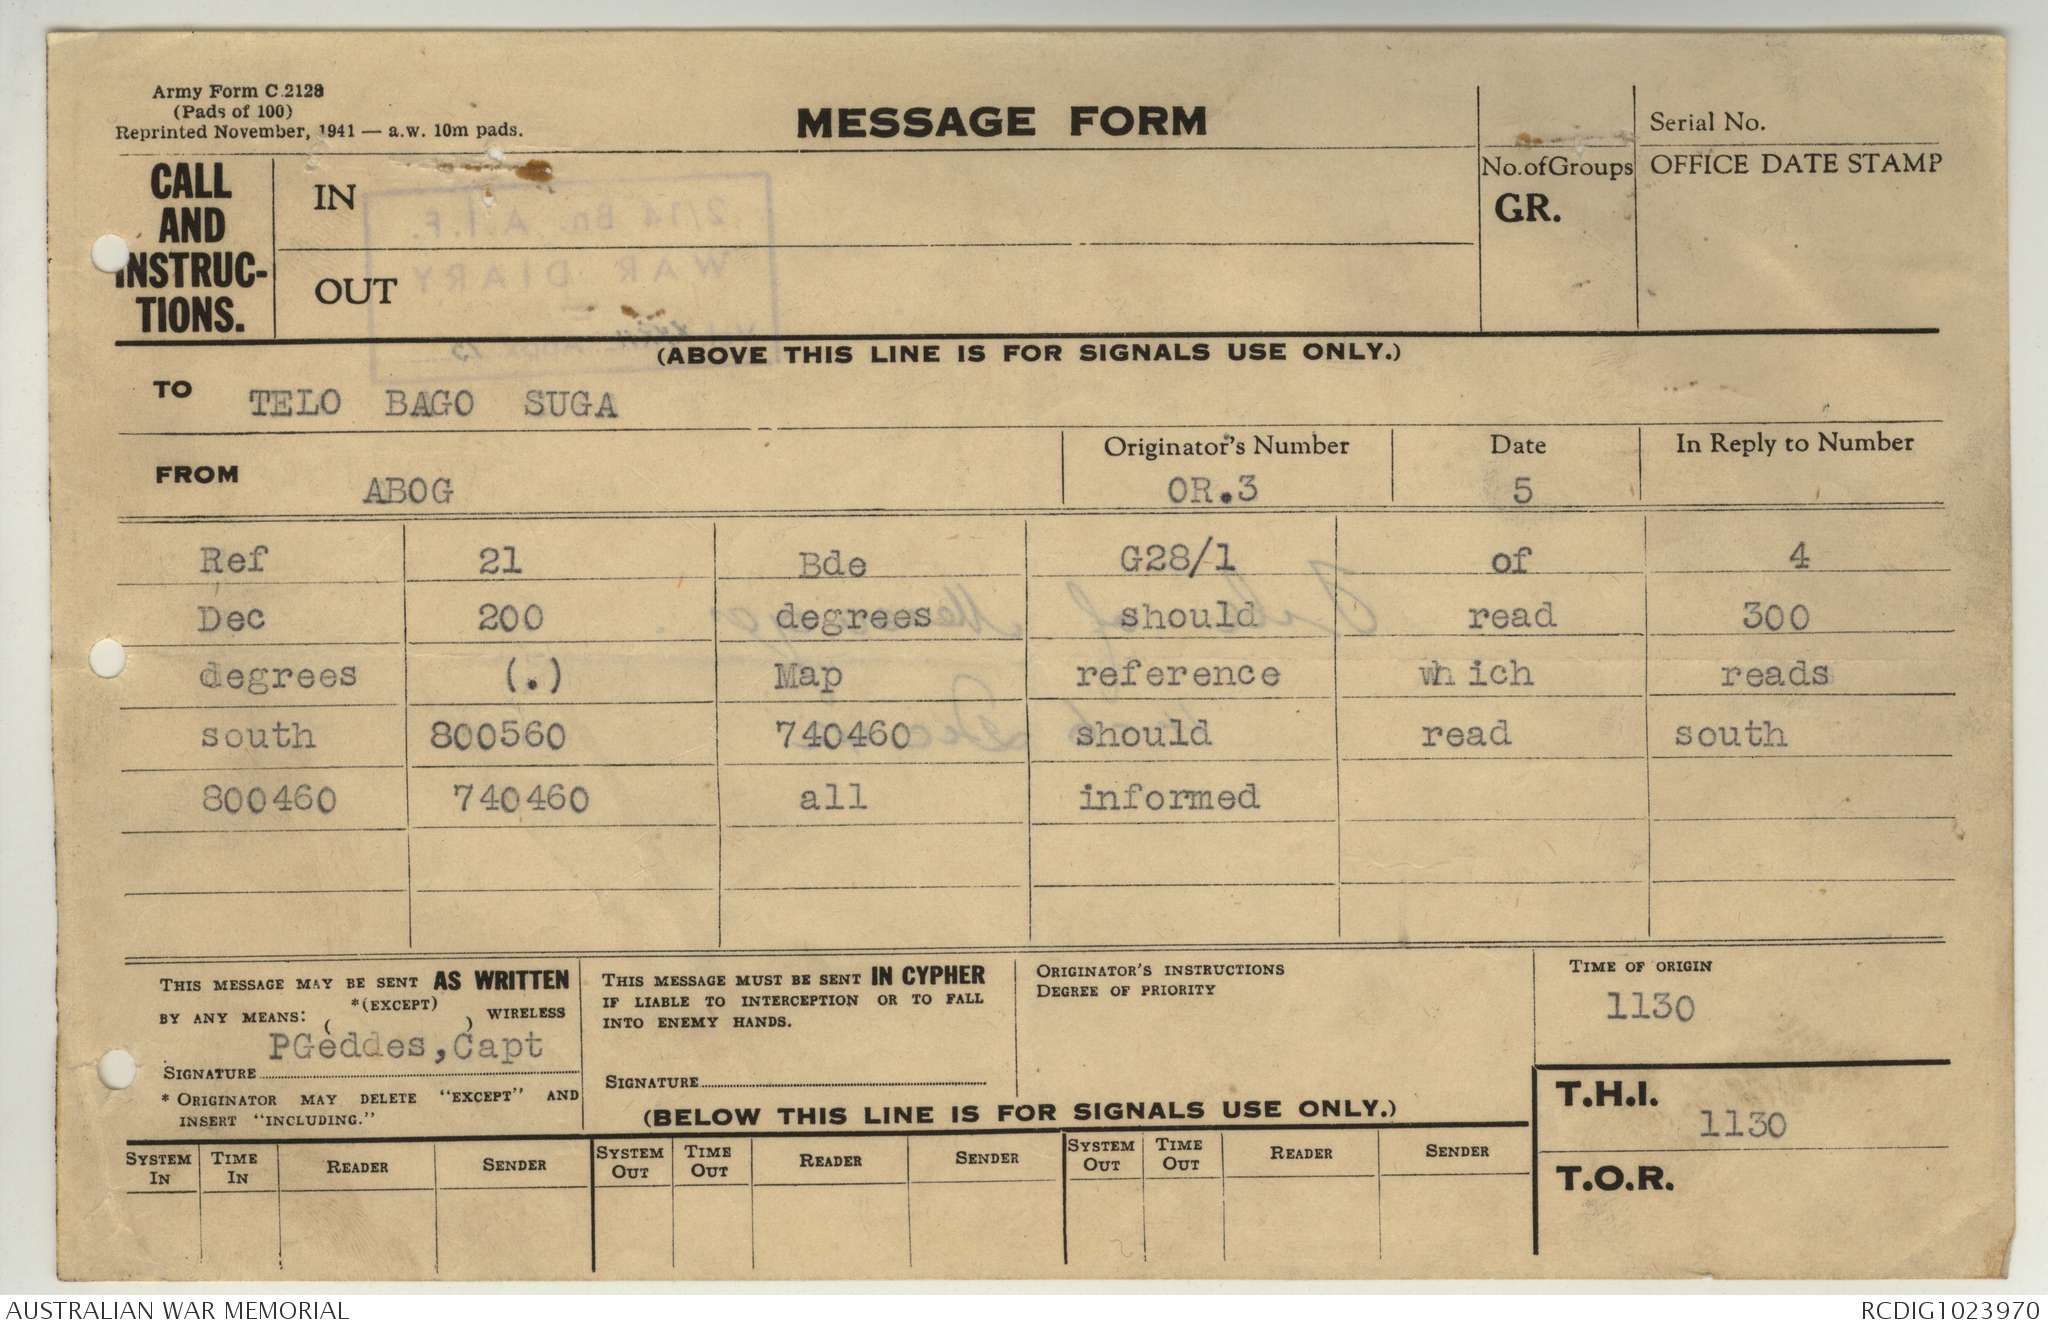 Army Form C 2128
(Pads of 100)
Reprinted November, 1941 — a.w. 10m pads.
MESSAGE FORM
Serial No.
CALL AND INSTRUC-TIONS.
IN
OUT
No. of Groups
GR.
OFFICE DATE STAMP
2/14 Bn. A.I.F.
WAR DIARY
(ABOVE THIS LINE IS FOR SIGNALS USE ONLY.)
TO TELO BAGO SUGA
FROM ABOG
Originator's Number OR.3
Date 5
In Reply to Number
Ref 21 Bde G28/1 of 4
Dec 200 degrees should read 300
degrees (.) Map reference which reads
south 800560 740460 should read south
800460 740460 all informed
THIS MESSAGE MAY BE SENT AS WRITTEN
BY ANY MEANS: *(EXCEPT) ( ) WIRELESS
PGeddes,Capt
SIGNATURE
* ORIGINATOR MAY DELETE "EXCEPT" AND
INSERT "INCLUDING."
THIS MESSAGE MUST BE SENT IN CYPHER
IF LIABLE TO INTERCEPTION OR TO FALL
INTO ENEMY HANDS.
SIGNATURE
ORIGINATOR'S INSTRUCTIONS
DEGREE OF PRIORITY
TIME OF ORIGIN
1130
(BELOW THIS LINE IS FOR SIGNALS USE ONLY.)
T.H.I.
1130
T.O.R.
SYSTEM IN TIME IN READER SENDER SYSTEM OUT TIME OUT READER SENDER SYSTEM OUT TIME OUT READER SENDER
AUSTRALIAN WAR MEMORIAL
RCDIG1023970